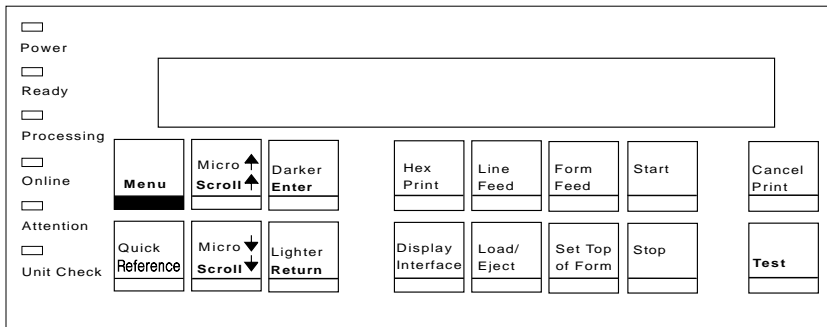 Power
Ready
Processing
Online
Attention
Unit Check
Menu
Micro
Scroll
Darker
Enter
Hex
Print
Line
Feed
Form
Feed
Start
Cancel
Print
Quick
Reference
Micro
Scroll
Lighter
Return
Display
Interface
Load/
Eject
Set Top
of Form
Stop
Test